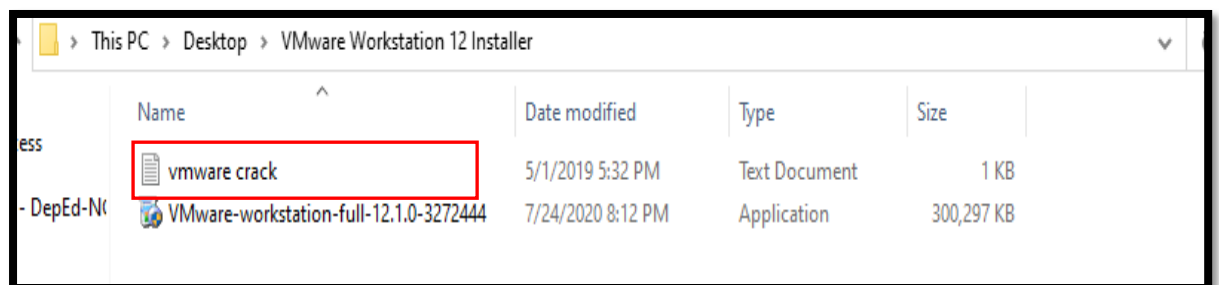 This PC > Desktop > VMware Workstation 12 Installer
Name Date modified Type Size
ess
vmware crack 5/1/2019 5:32 PM Text Document 1 KB
- DepEd-NC VMware-workstation-full-12.1.0-3272444 7/24/2020 8:12 PM Application 300,297 KB